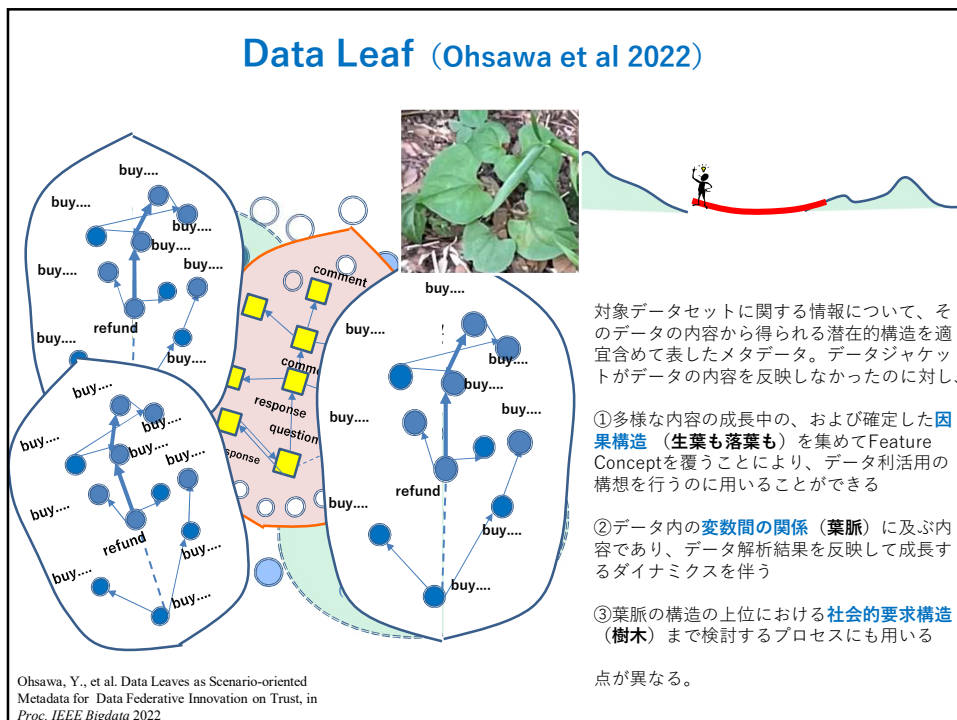 Data Leaf（Ohsawa et al 2022）
buy....
buy....
buy....
buy....
buy....
buy....
buy....
buy....
refund
buy....
buy....
buy....
buy....
buy....
buy....
buy....
buy....
buy....
refund
buy....
buy....
buy....
comment
comme
response
question
sponse
buy....
buy....
buy....
buy....
buy....
buy....
buy....
refund
buy....
buy....
対象データセットに関する情報について、そ
のデータの内容から得られる潜在的構造を適
宜含めて表したメタデータ。データジャケッ
トがデータの内容を反映しなかったのに対し、
①多様な内容の成長中の、および確定した因
果構造 （生葉も落葉も）を集めてFeature
Conceptを覆うことにより、データ利活用の
構想を行うのに用いることができる
②データ内の変数間の関係（葉脈）に及ぶ内
容であり、データ解析結果を反映して成長す
るダイナミクスを伴う
③葉脈の構造の上位における社会的要求構造
（樹木）まで検討するプロセスにも用いる
点が異なる。
Ohsawa, Y., et al. Data Leaves as Scenario-oriented
Metadata for Data Federative Innovation on Trust, in
Proc. IEEE Bigdata 2022